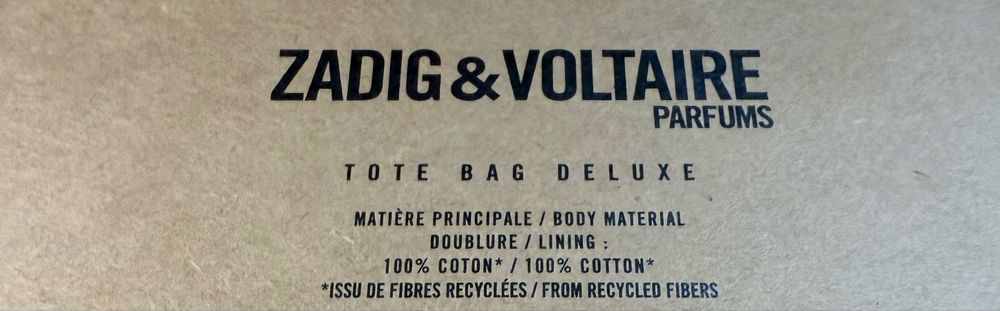 ZADIG&VOLTAIRE
PARFUMS
TOTE BAG DELUXE
MATIÈRE PRINCIPALE / BODY MATERIAL
DOUBLURE / LINING :
100% COTON* / 100% COTTON*
*ISSU DE FIBRES RECYCLÉES / FROM RECYCLED FIBERS